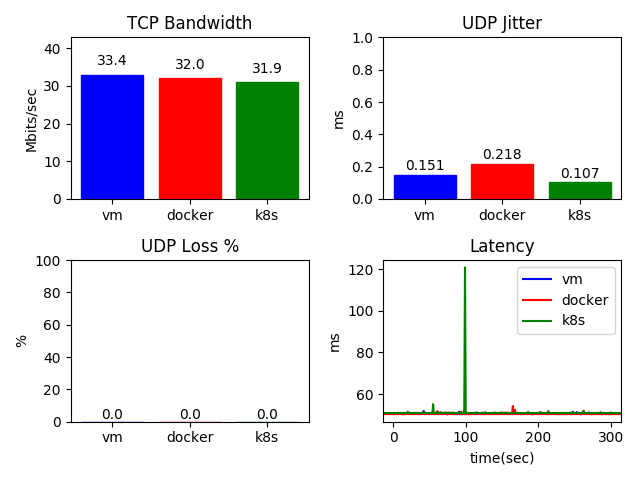 TCP Bandwidth
Mbits/sec
40
30
20
10
0
33.4
32.0
31.9
vm docker k8s
UDP Jitter
ms
1.0
0.8
0.6
0.4
0.2
0.0
0.151
0.218
0.107
vm docker k8s
UDP Loss %
%
100
80
60
40
20
0
0.0 0.0 0.0
vm docker k8s
Latency
ms
120
100
80
60
vm
docker
k8s
0 100 200 300
time(sec)